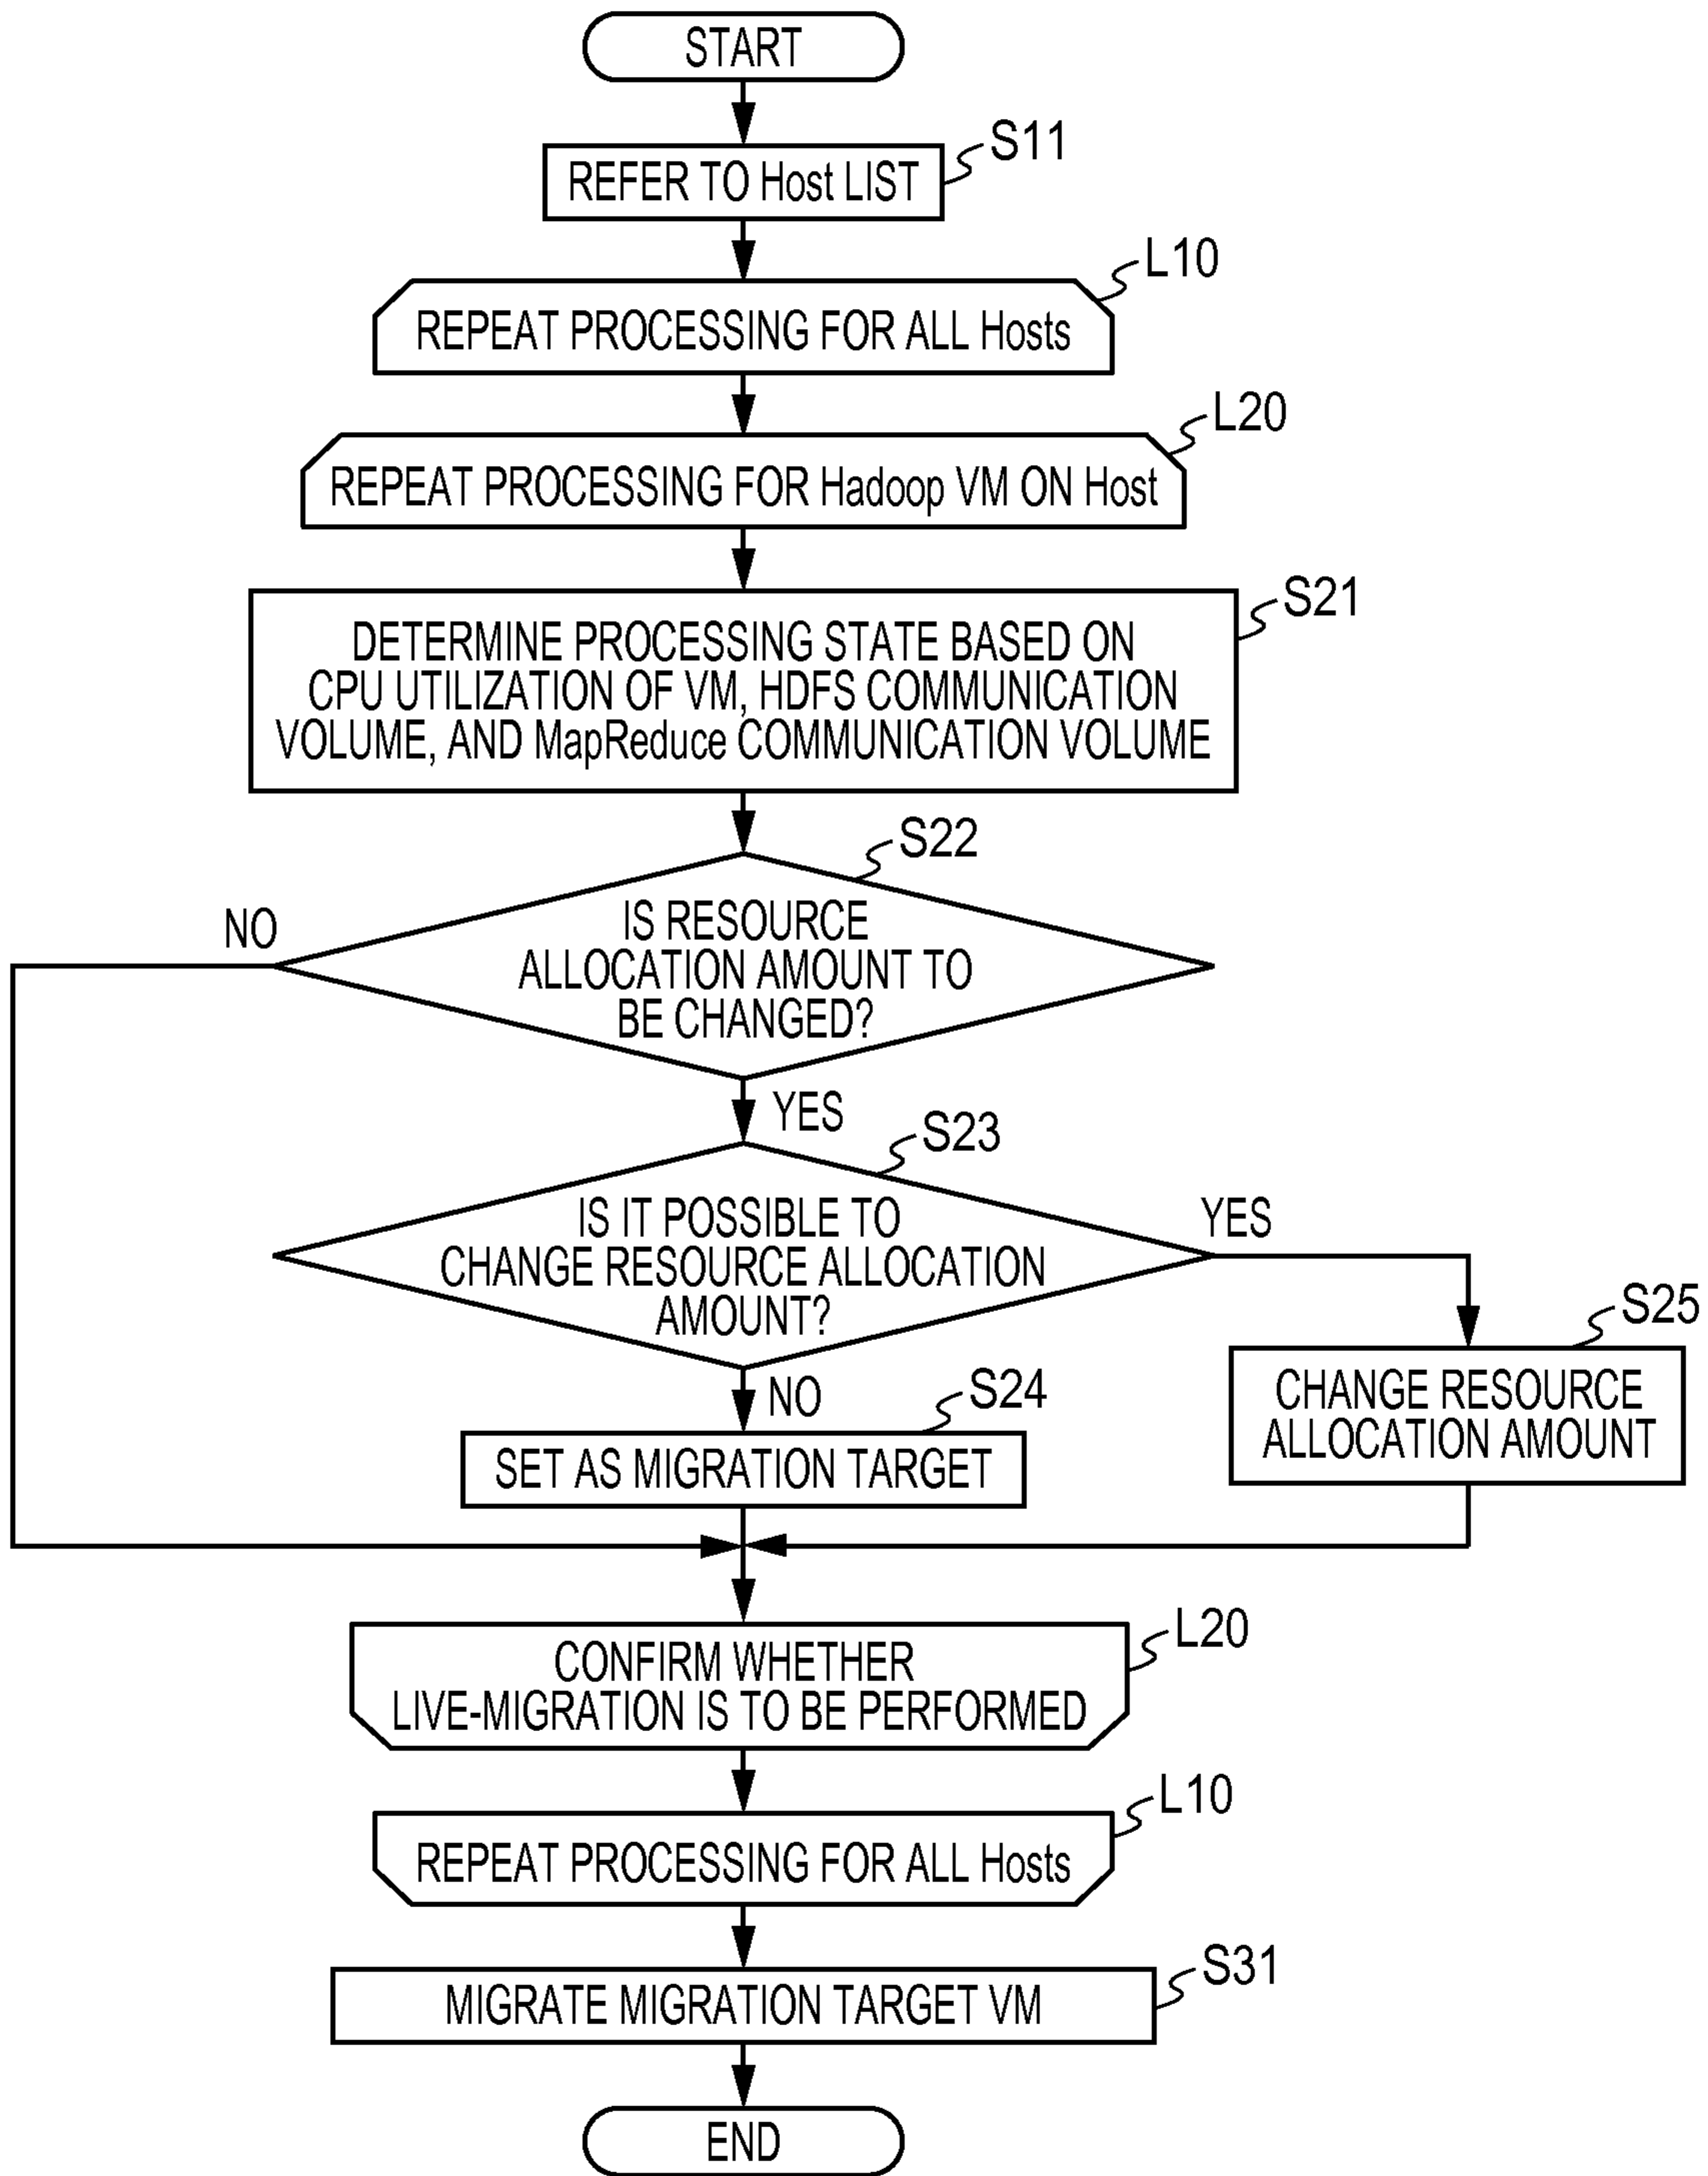 START
S11
REFER TO Host LIST
L10
REPEAT PROCESSING FOR ALL Hosts
L20
REPEAT PROCESSING FOR Hadoop VM ON Host
S21
DETERMINE PROCESSING STATE BASED ON
CPU UTILIZATION OF VM, HDFS COMMUNICATION
VOLUME, AND MapReduce COMMUNICATION VOLUME
S22
NO
IS RESOURCE
ALLOCATION AMOUNT TO
BE CHANGED?
YES
S23
IS IT POSSIBLE TO
CHANGE RESOURCE ALLOCATION
AMOUNT?
YES
S25
CHANGE RESOURCE
ALLOCATION AMOUNT
NO
S24
SET AS MIGRATION TARGET
L20
CONFIRM WHETHER
LIVE-MIGRATION IS TO BE PERFORMED
L10
REPEAT PROCESSING FOR ALL Hosts
S31
MIGRATE MIGRATION TARGET VM
END